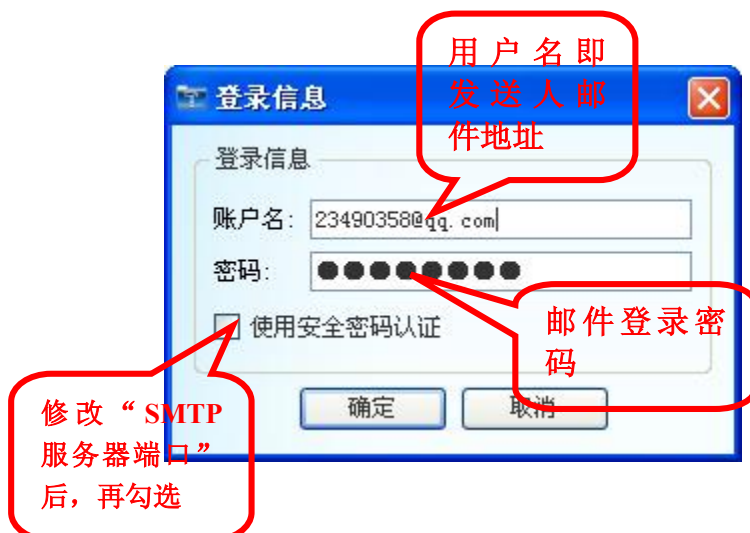 用户名即
发送人邮
件地址
登录信息
登录信息
账户名: 23490358@qq.com
密码: ●●●●●●●●
使用安全密码认证
邮件登录密
码
确定 取消
修改“SMTP
服务器端口”
后，再勾选